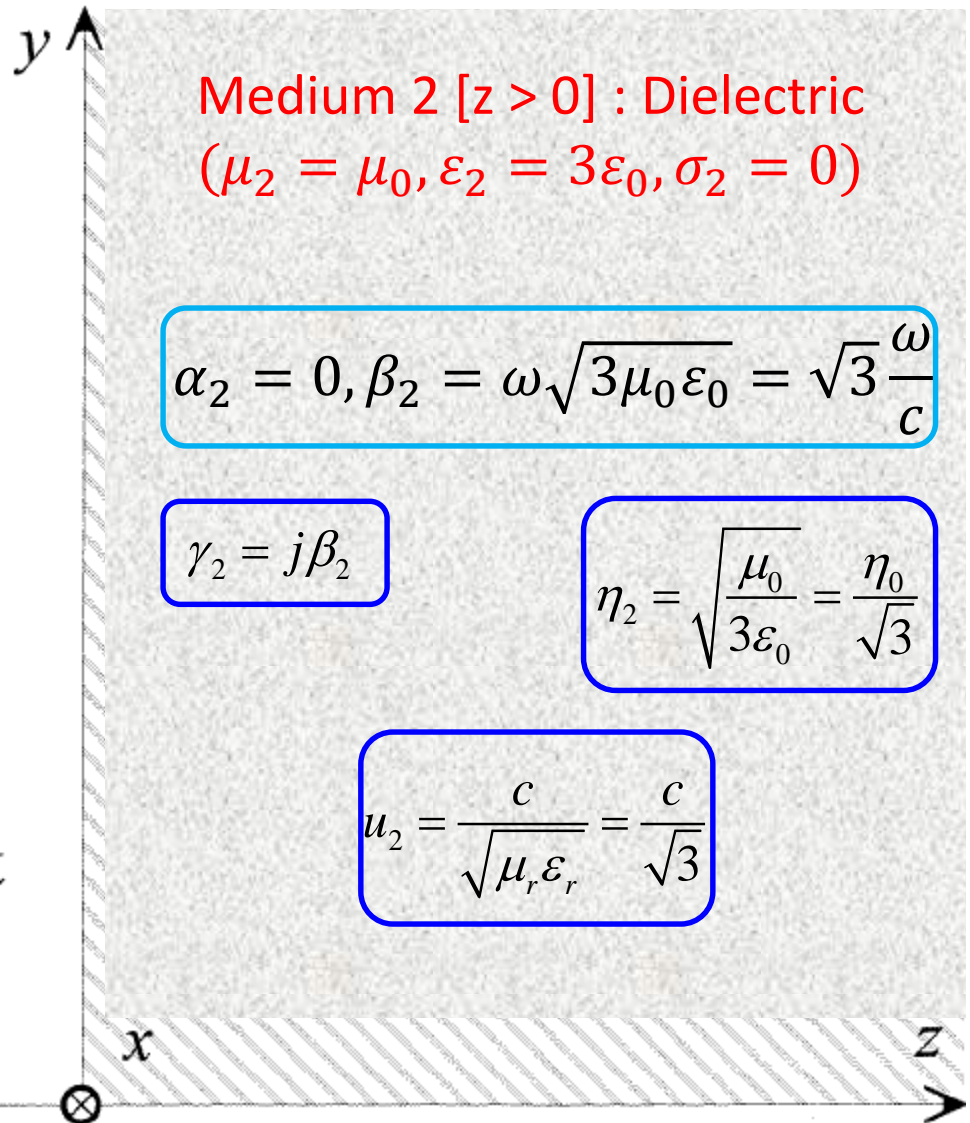 y
Medium 2 [z > 0] : Dielectric
(μ₂ = μ₀, ε₂ = 3ε₀, σ₂ = 0)
α₂ = 0, β₂ = ω√(3μ₀ε₀) = √3 ω/c
γ₂ = jβ₂
η₂ = √(μ₀/3ε₀) = η₀/√3
u₂ = c/√(μᵣεᵣ) = c/√3
x
z